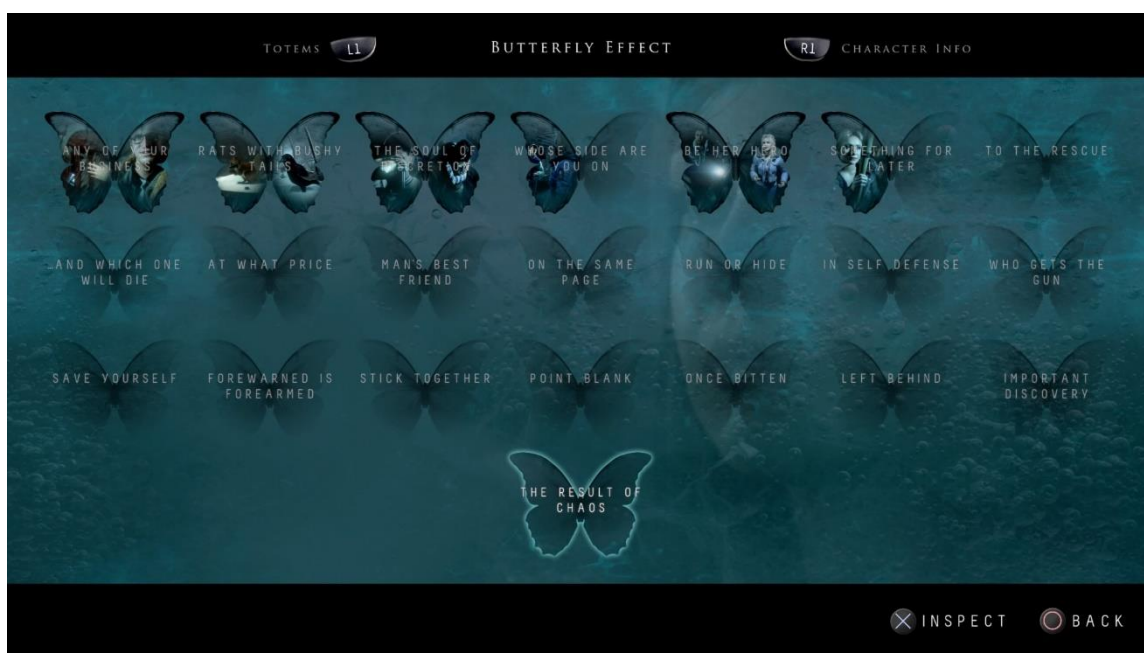 TOTEMS L1 BUTTERFLY EFFECT R1 CHARACTER INFO
ANY OF YOUR
BUSINESS
RATS WITH BUSHY
TAILS
THE SOUL OF
DISCRETION
WHOSE SIDE ARE
YOU ON
BE HER HERO
SOMETHING FOR
LATER
TO THE RESCUE
…AND WHICH ONE
WILL DIE
AT WHAT PRICE
MAN'S BEST
FRIEND
ON THE SAME
PAGE
RUN OR HIDE
IN SELF DEFENSE
WHO GETS THE
GUN
SAVE YOURSELF
FOREWARNED IS
FOREARMED
STICK TOGETHER
POINT BLANK
ONCE BITTEN
LEFT BEHIND
IMPORTANT
DISCOVERY
THE RESULT OF
CHAOS
INSPECT BACK